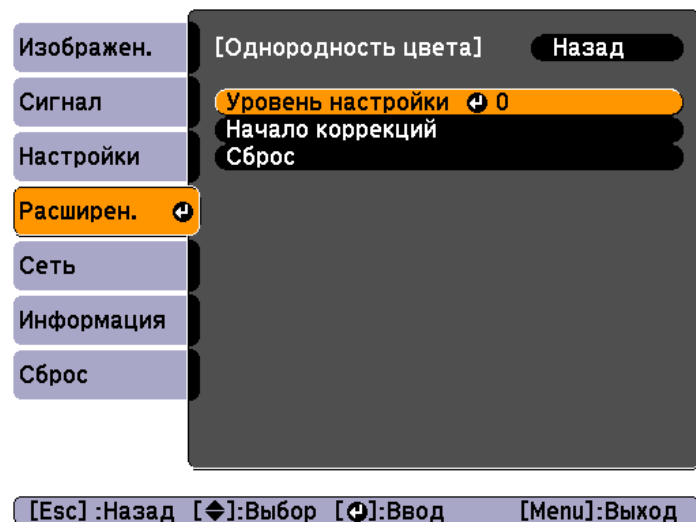 Изображен.
Сигнал
Настройки
Расширен.
Сеть
Информация
Сброс
[Однородность цвета] Назад
Уровень настройки 0
Начало коррекций
Сброс
[Esc] :Назад [◆]:Выбор [↵]:Ввод [Menu]:Выход